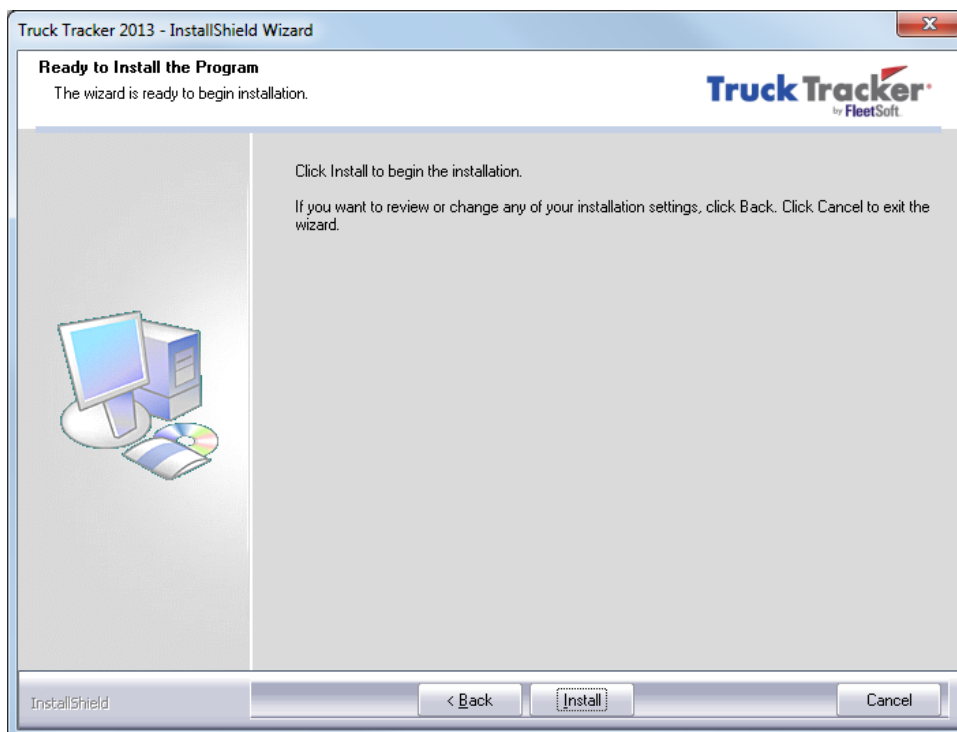 Truck Tracker 2013 - InstallShield Wizard
Ready to Install the Program
The wizard is ready to begin installation.
Truck Tracker
by FleetSoft
Click Install to begin the installation.
If you want to review or change any of your installation settings, click Back. Click Cancel to exit the
wizard.
InstallShield
< Back
Install
Cancel